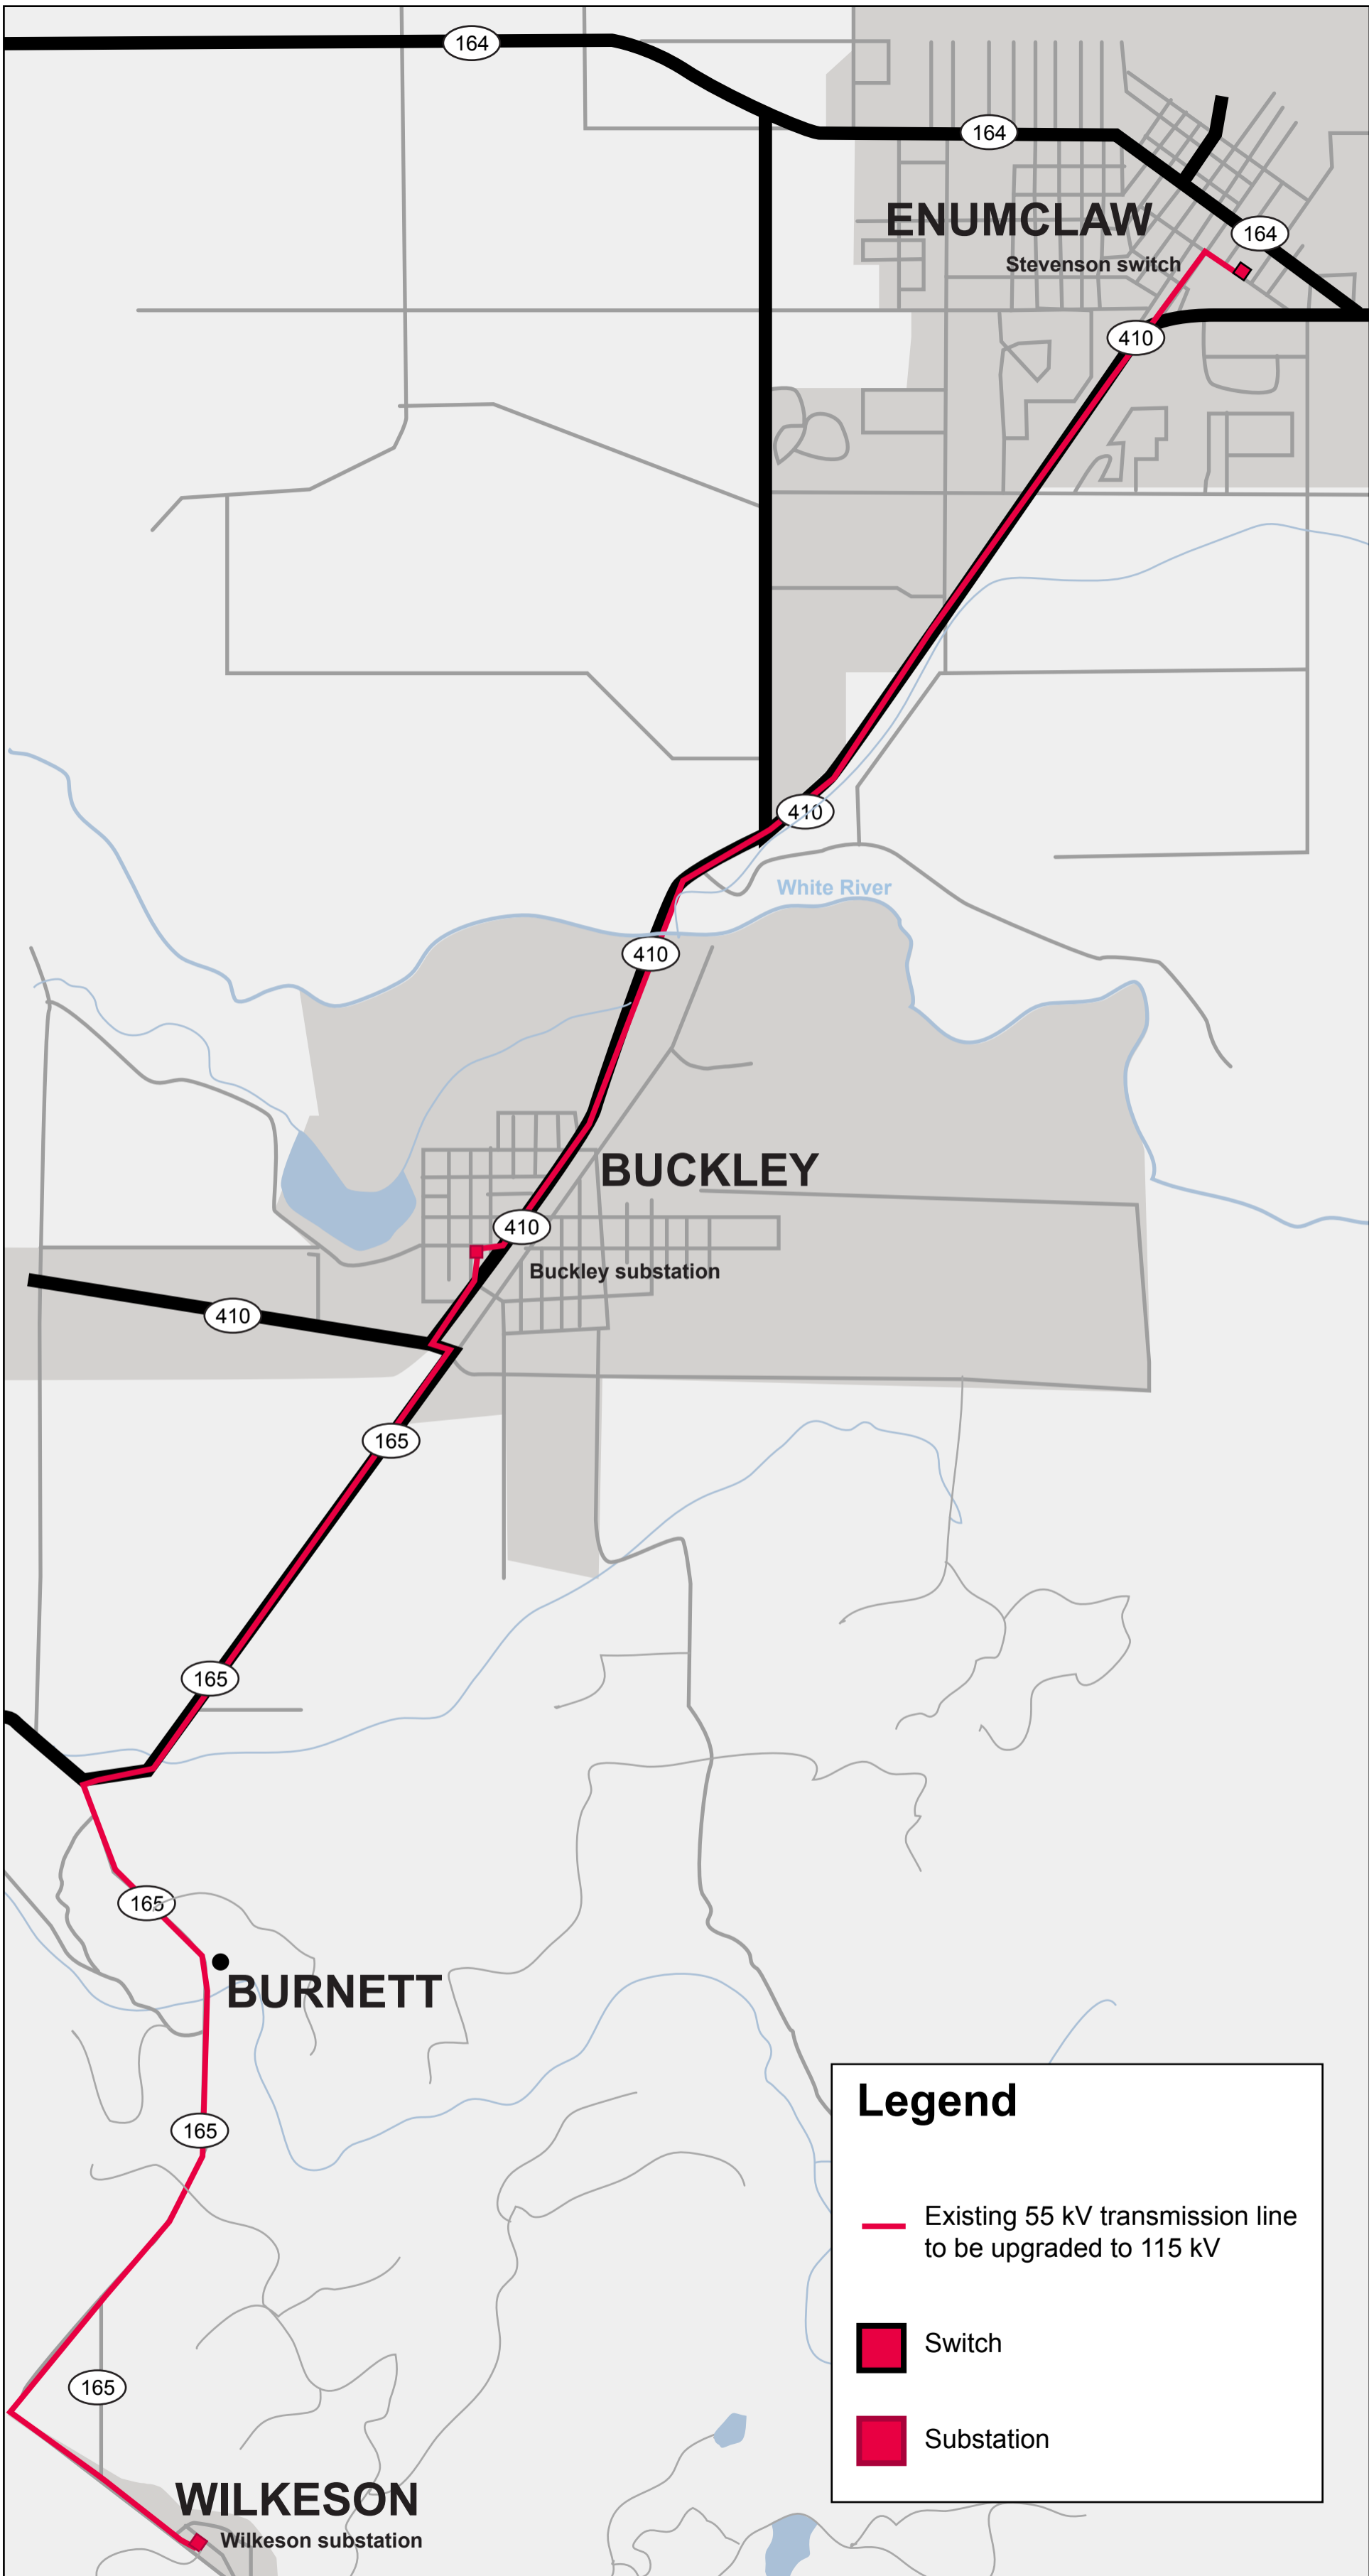 164
164
ENUMCLAW
164
Stevenson switch
410
410
White River
410
BUCKLEY
410
Buckley substation
410
165
165
165
BURNETT
165
Legend
Existing 55 kV transmission line
to be upgraded to 115 kV
Switch
165
Substation
WILKESON
Wilkeson substation